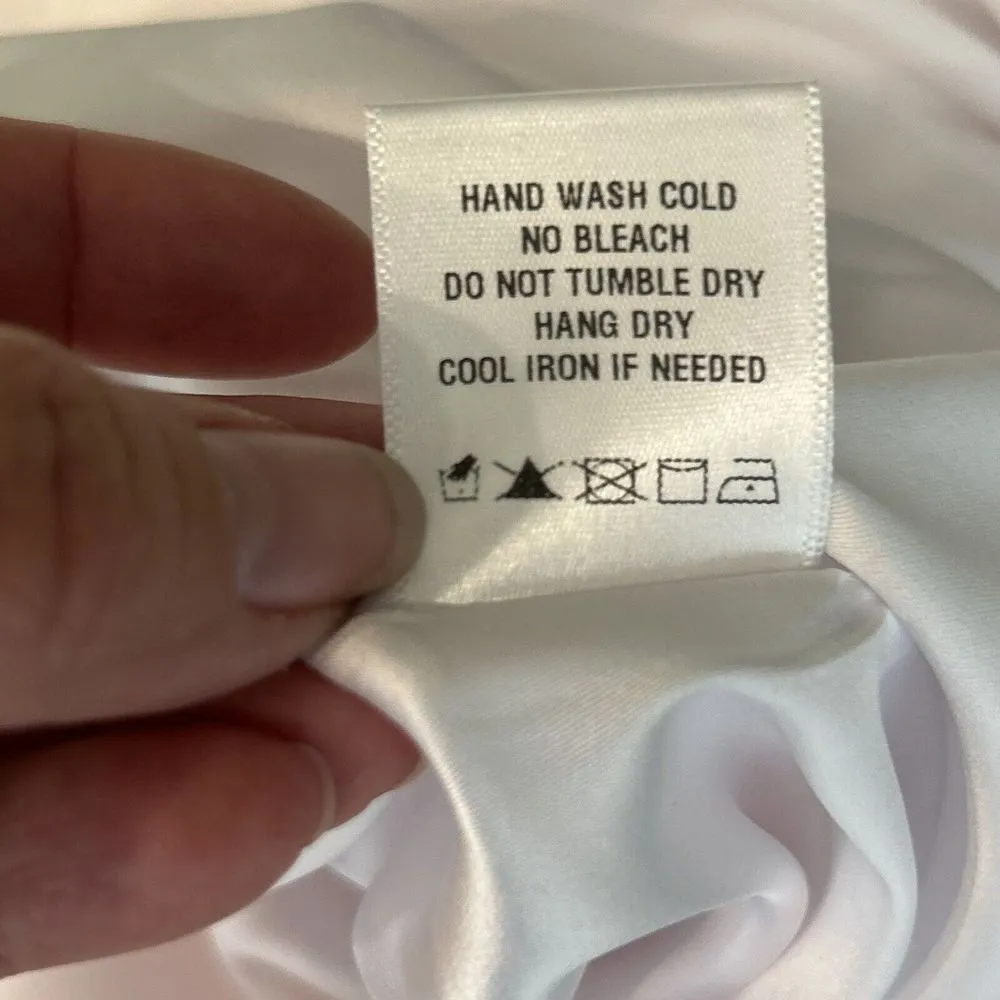 HAND WASH COLD
NO BLEACH
DO NOT TUMBLE DRY
HANG DRY
COOL IRON IF NEEDED